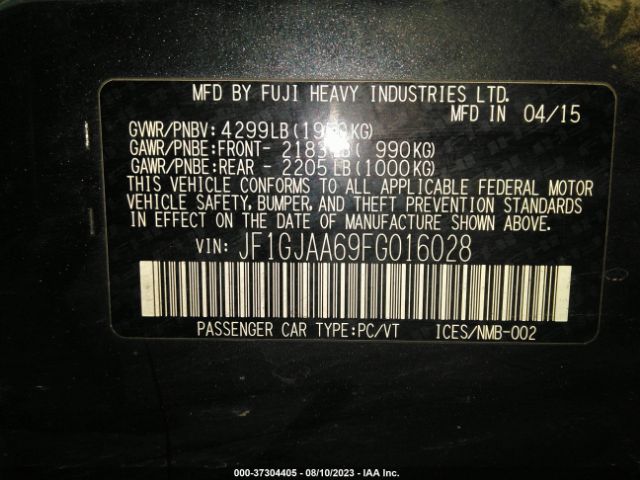 MFD BY FUJI HEAVY INDUSTRIES LTD.
MFD IN 04/15
GVWR/PNBV: 4299LB(19 0KG)
GAWR/PNBE:FRONT- 2183LB( 990KG)
GAWR/PNBE:REAR - 2205LB(1000KG)
THIS VEHICLE CONFORMS TO ALL APPLICABLE FEDERAL MOTOR
VEHICLE SAFETY, BUMPER, AND THEFT PREVENTION STANDARDS
IN EFFECT ON THE DATE OF MANUFACTURE SHOWN ABOVE.
VIN: JF1GJAA69FG016028
PASSENGER CAR TYPE:PC/VT ICES/NMB-002
000-37304405 - 08/10/2023 - IAA Inc.